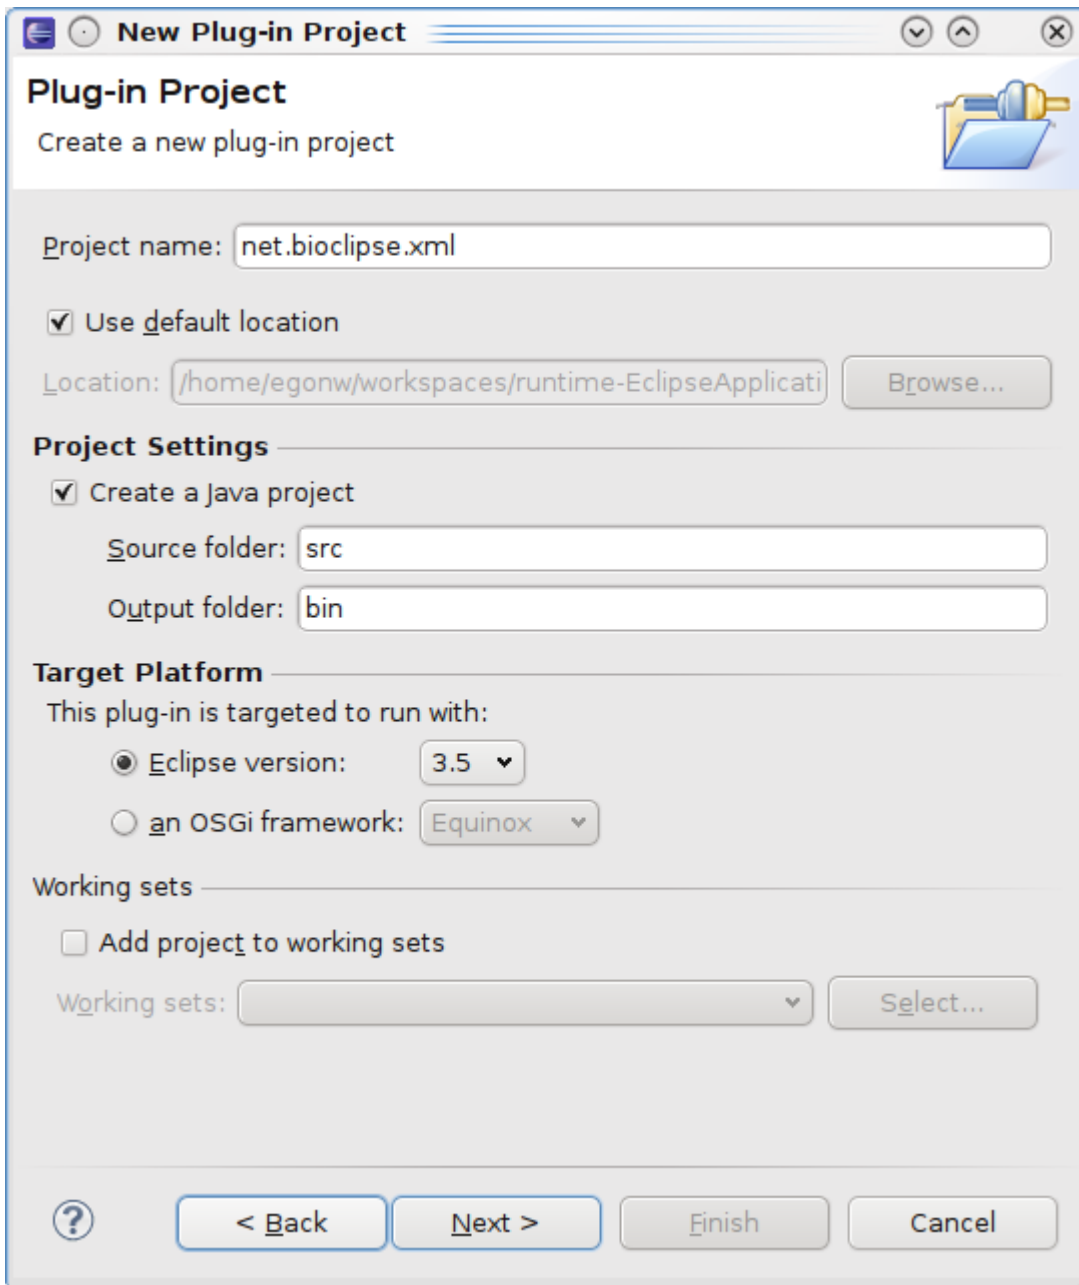 New Plug-in Project
Plug-in Project
Create a new plug-in project
Project name: net.bioclipse.xml
Use default location
Location: /home/egonw/workspaces/runtime-EclipseApplicati Browse...
Project Settings
Create a Java project
Source folder: src
Output folder: bin
Target Platform
This plug-in is targeted to run with:
Eclipse version: 3.5
an OSGi framework: Equinox
Working sets
Add project to working sets
Working sets: Select...
? < Back Next > Finish Cancel